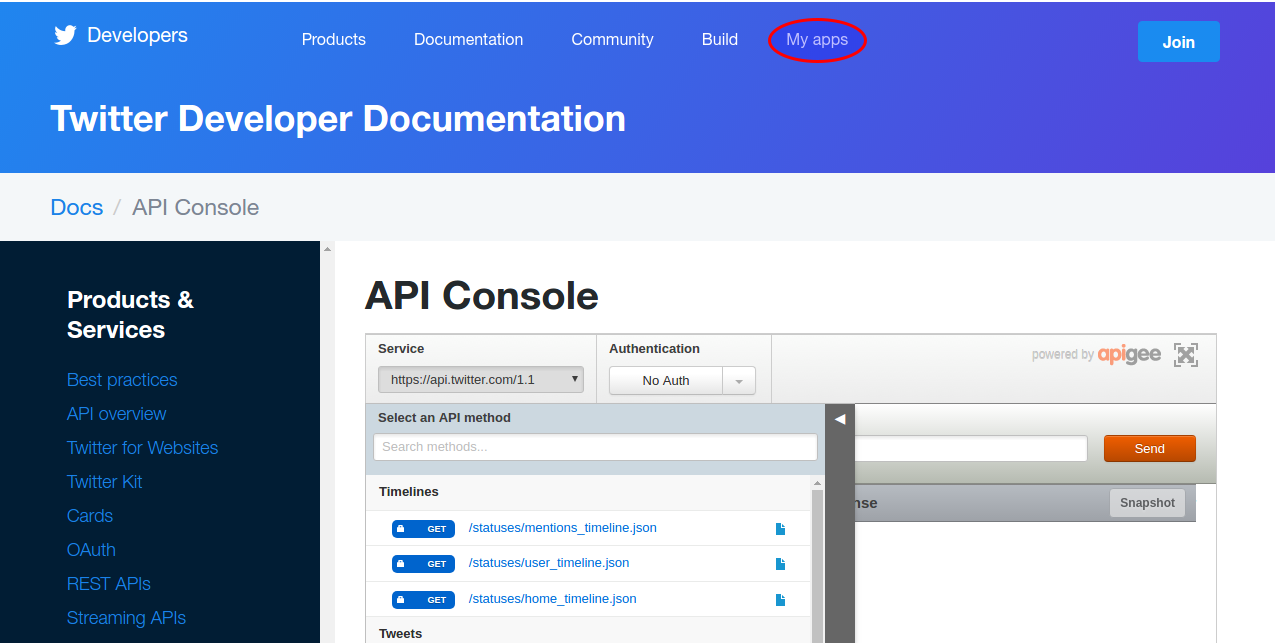 Developers
Products Documentation Community Build My apps
Join
Twitter Developer Documentation
Docs / API Console
Products &
Services
Best practices
API overview
Twitter for Websites
Twitter Kit
Cards
OAuth
REST APIs
Streaming APIs
API Console
Service
https://api.twitter.com/1.1
Authentication
No Auth
powered by apigee
Select an API method
Search methods...
Send
nse
Snapshot
Timelines
GET /statuses/mentions_timeline.json
GET /statuses/user_timeline.json
GET /statuses/home_timeline.json
Tweets